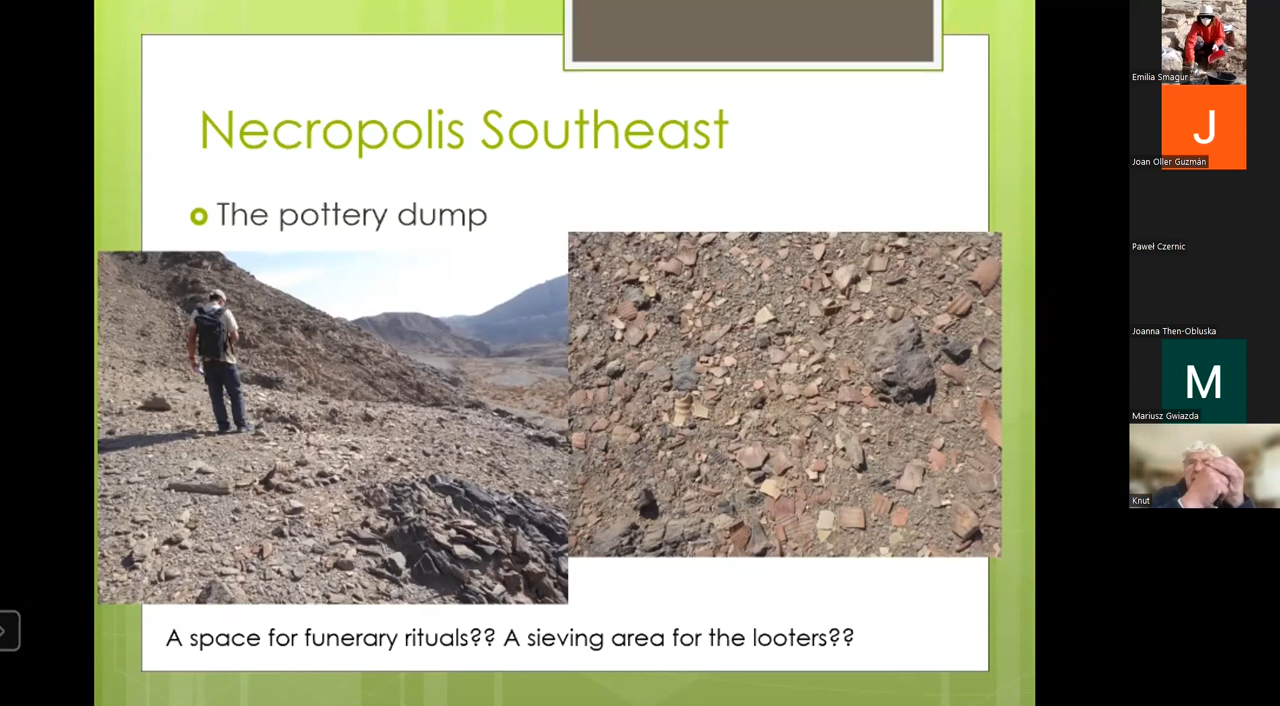 Necropolis Southeast
The pottery dump
A space for funerary rituals?? A sieving area for the looters??
Emilia Smagur
J
Joan Oller Guzmán
Paweł Czernic
Joanna Then-Obluska
M
Mariusz Gwiazda
Knut